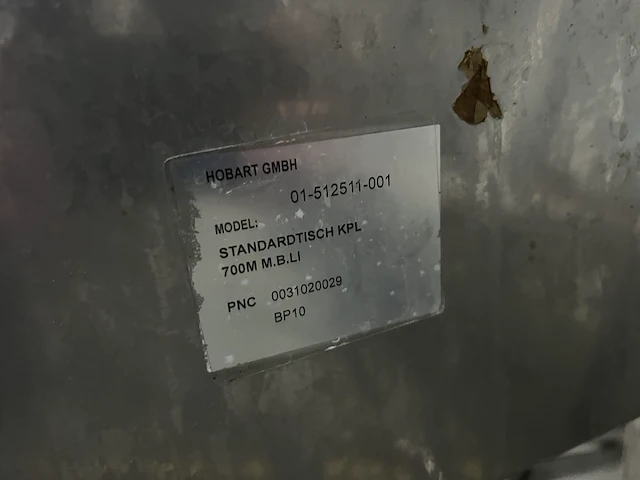 HOBART GMBH
01-512511-001
MODEL:
STANDARDTISCH KPL
700M M.B.LI
PNC 0031020029
BP10